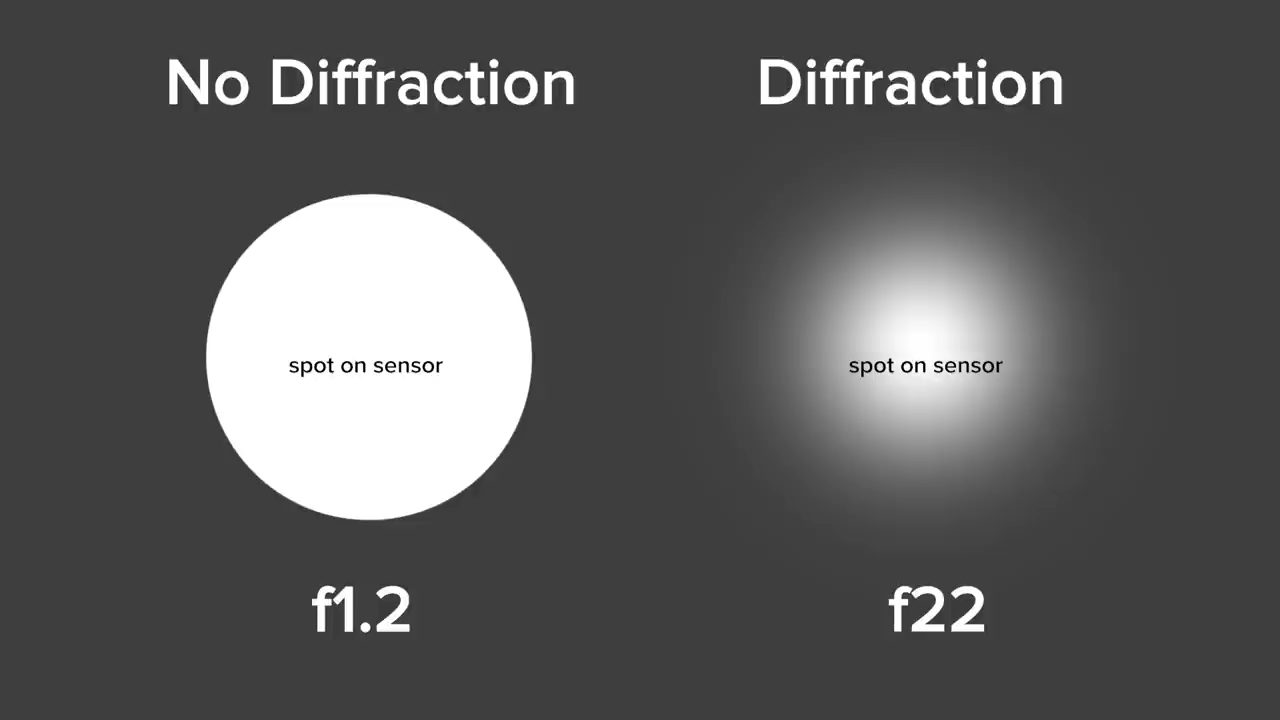 No Diffraction
Diffraction
spot on sensor
spot on sensor
f1.2
f22